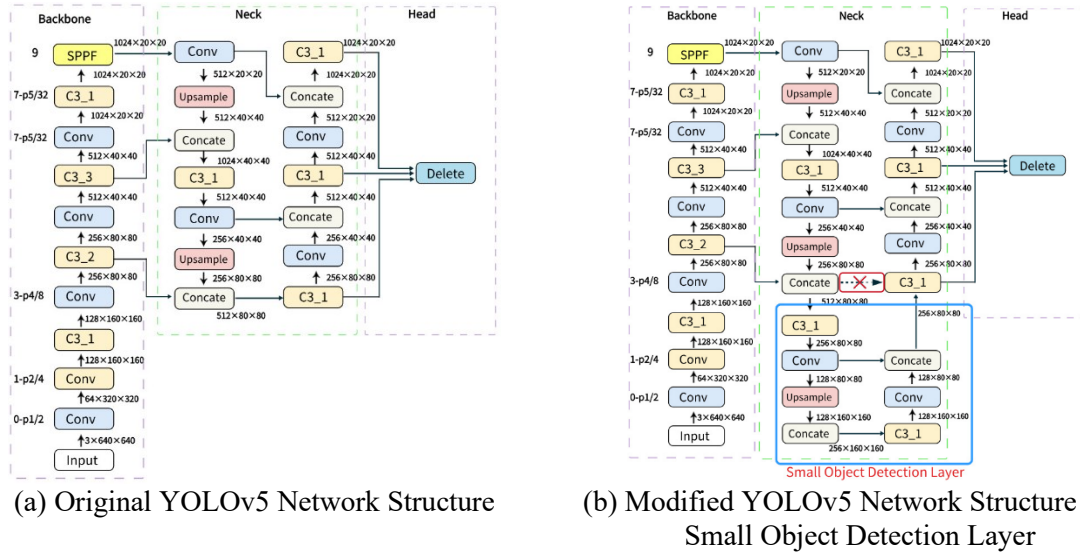 Backbone
Neck
Head
9
SPPF
1024×20×20
Conv
C3_1
1024×20×20
1024×20×20
512×20×20
1024×20×20
7-p5/32
C3_1
Upsample
Concate
1024×20×20
512×40×40
512×20×20
7-p5/32
Conv
Concate
Conv
512×40×40
1024×40×40
512×40×40
C3_3
C3_1
C3_1
Delete
512×40×40
512×40×40
512×40×40
Conv
Conv
Concate
256×80×80
256×40×40
256×40×40
C3_2
Upsample
Conv
256×80×80
256×80×80
256×80×80
3-p4/8
Conv
Concate
C3_1
512×80×80
128×160×160
C3_1
128×160×160
1-p2/4
Conv
64×320×320
0-p1/2
Conv
3×640×640
Input
(a) Original YOLOv5 Network Structure
Backbone
Neck
Head
9
SPPF
1024×20×20
Conv
C3_1
1024×20×20
1024×20×20
512×20×20
1024×20×20
7-p5/32
C3_1
Upsample
Concate
1024×20×20
512×40×40
512×20×20
7-p5/32
Conv
Concate
Conv
512×40×40
1024×40×40
512×40×40
C3_3
C3_1
C3_1
Delete
512×40×40
512×40×40
512×40×40
Conv
Conv
Concate
256×80×80
256×40×40
256×40×40
C3_2
Upsample
Conv
256×80×80
256×80×80
256×80×80
3-p4/8
Conv
Concate
C3_1
128×160×160
512×80×80
256×80×80
C3_1
C3_1
128×160×160
256×80×80
1-p2/4
Conv
Conv
Concate
64×320×320
128×80×80
128×80×80
0-p1/2
Conv
Upsample
Conv
3×640×640
128×160×160
128×160×160
Input
Concate
C3_1
256×160×160
Small Object Detection Layer
(b) Modified YOLOv5 Network Structure
Small Object Detection Layer